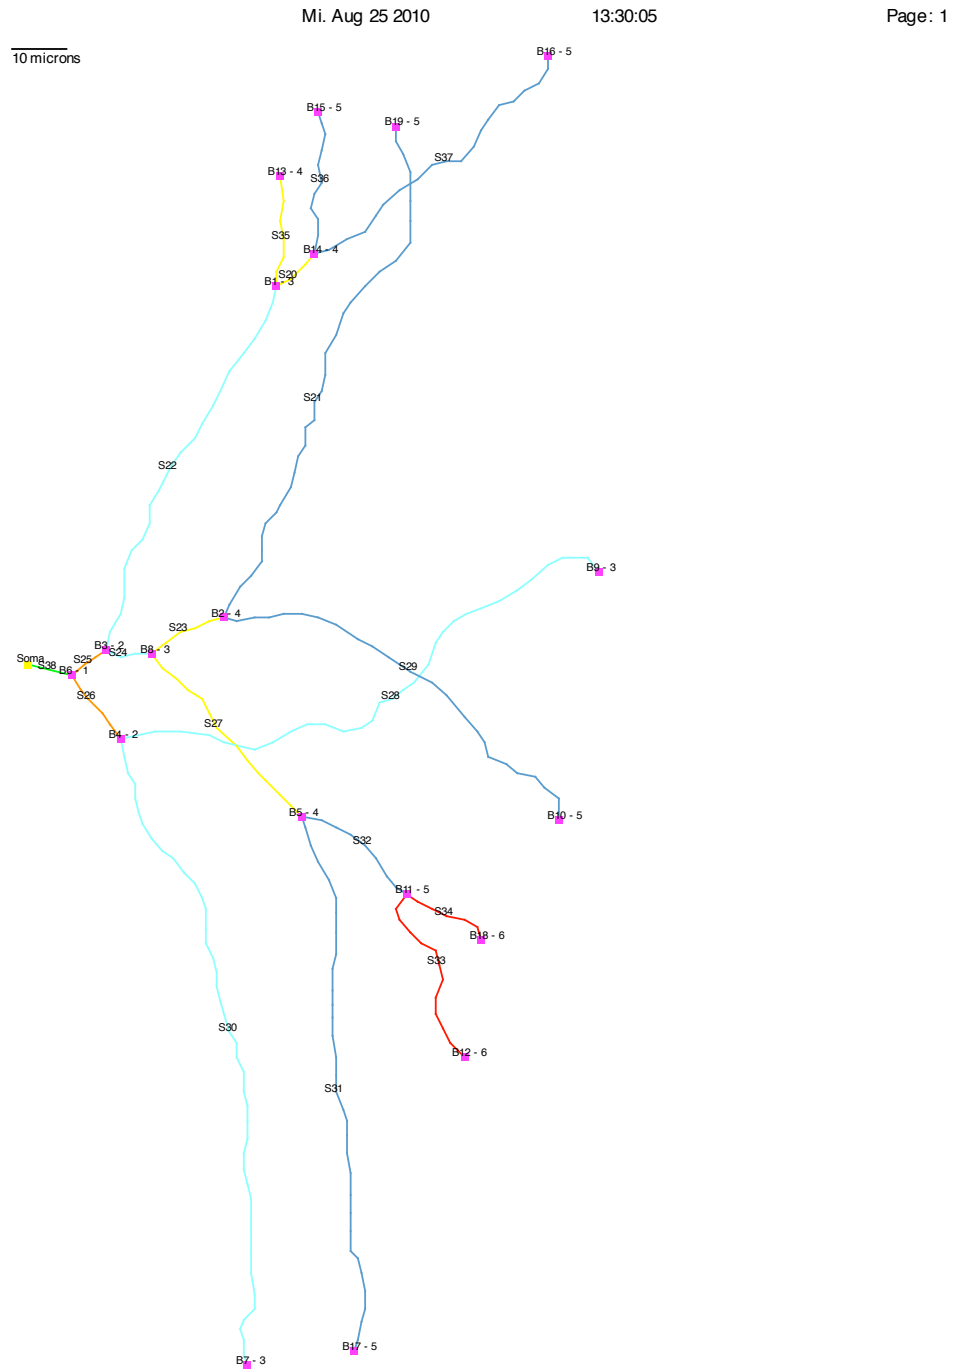 Mi. Aug 25 2010 13:30:05 Page: 1
10 microns
B16 - 5
B15 - 5
B19 - 5
S37
B13 - 4
S36
S35
B14 - 4
S20
B1 - 3
S21
S22
B9 - 3
B2 - 4
S23
B3 - 2
S24
B8 - 3
Soma
S25
S38
B6 - 1
S29
S26
S28
S27
B4 - 2
B5 - 4
B10 - 5
S32
B11 - 5
S34
B18 - 6
S33
S30
B12 - 6
S31
B17 - 5
B7 - 3